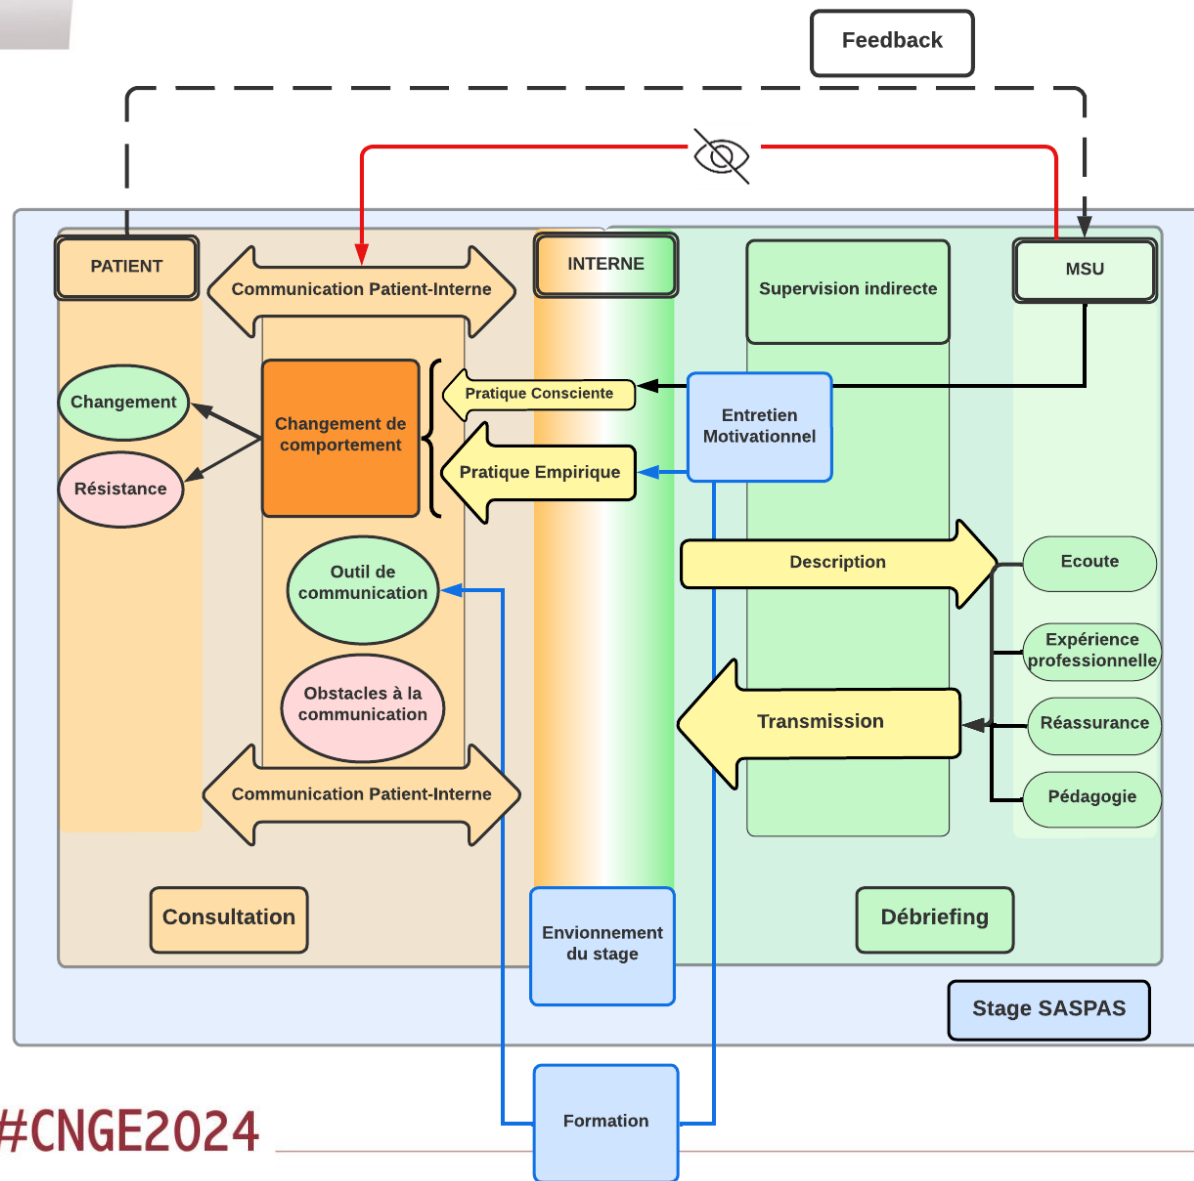 Feedback
PATIENT
Communication Patient-Interne
INTERNE
Supervision indirecte
MSU
Changement
Résistance
Changement de
comportement
Pratique Consciente
Pratique Empirique
Entretien
Motivationnel
Outil de
communication
Obstacles à la
communication
Communication Patient-Interne
Description
Transmission
Ecoute
Expérience
professionnelle
Réassurance
Pédagogie
Consultation
Envionnement
du stage
Débriefing
Stage SASPAS
Formation
#CNGE2024